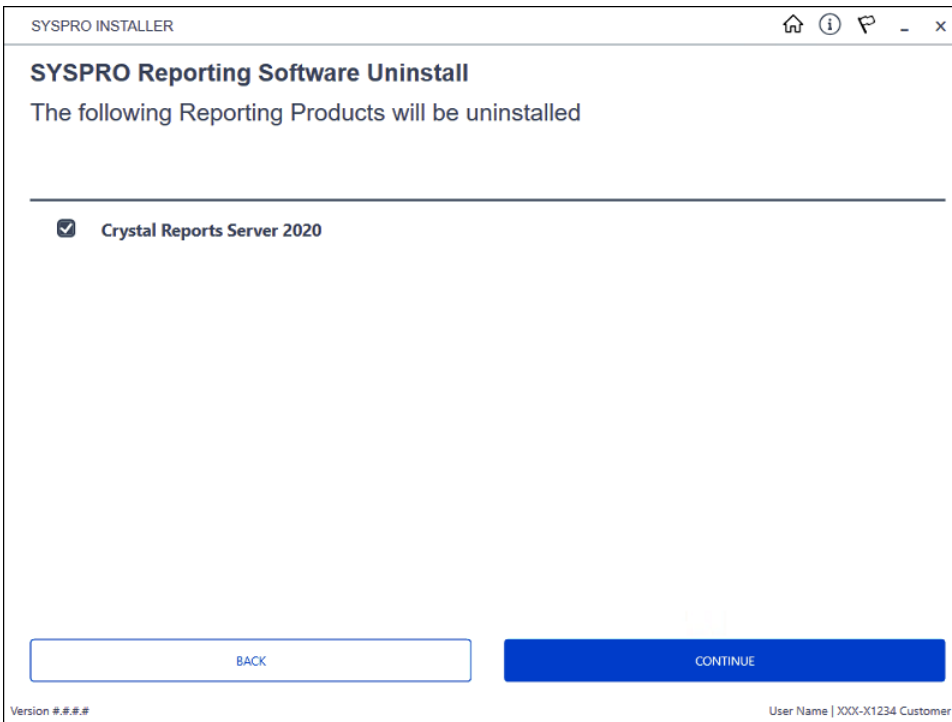 SYSPRO INSTALLER
SYSPRO Reporting Software Uninstall
The following Reporting Products will be uninstalled
Crystal Reports Server 2020
BACK
CONTINUE
Version #.#.#.#
User Name | XXX-X1234 Customer